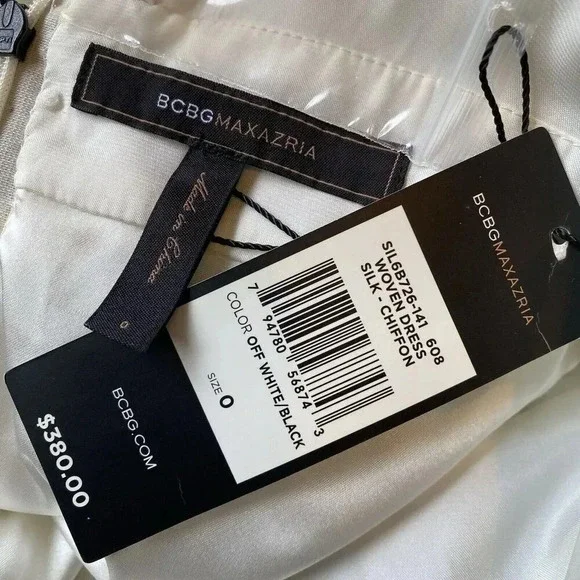 BCBGMAXAZRIA
Made in China
0
BCBGMAXAZRIA
SIL6B726-141 608
WOVEN DRESS
SILK - CHIFFON
7 94780 56874 3
COLOR OFF WHITE/BLACK
SIZE 0
BCBG.COM
$380.00